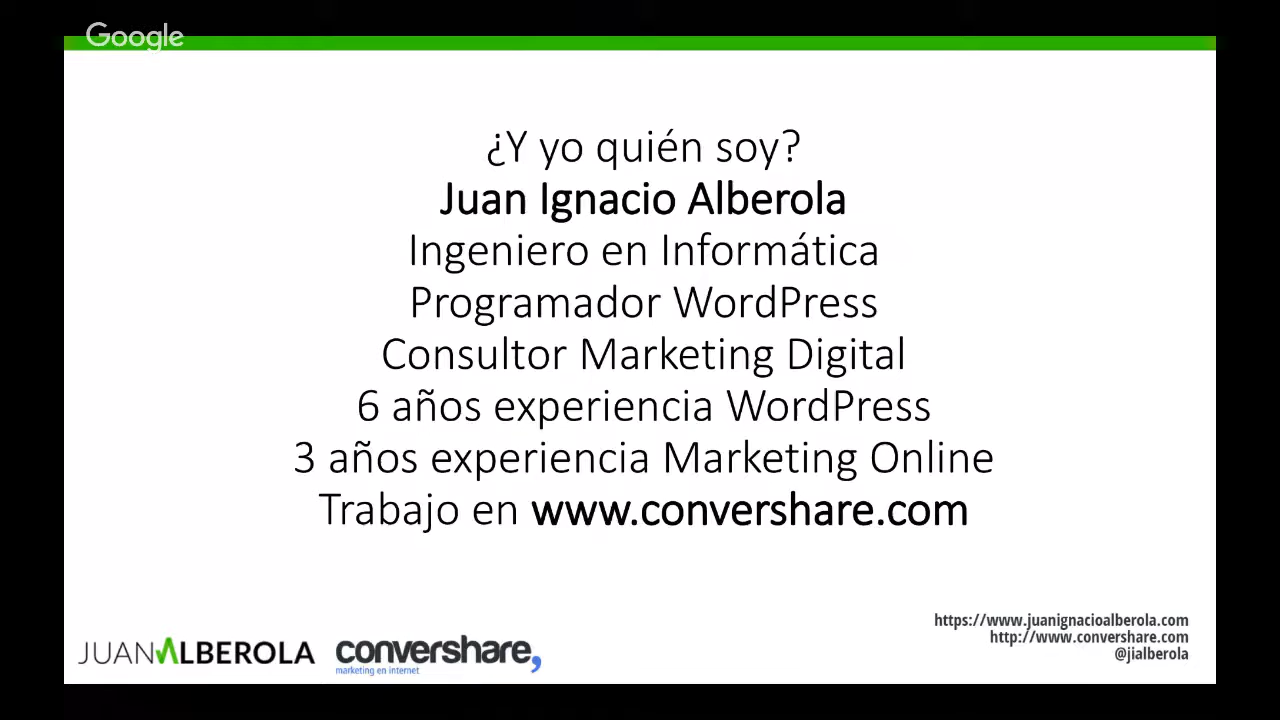 Google
¿Y yo quién soy?
Juan Ignacio Alberola
Ingeniero en Informática
Programador WordPress
Consultor Marketing Digital
6 años experiencia WordPress
3 años experiencia Marketing Online
Trabajo en www.convershare.com
https://www.juanignacioalberola.com
http://www.convershare.com
@jialberola
JUANALBEROLA
convershare,
marketing en internet